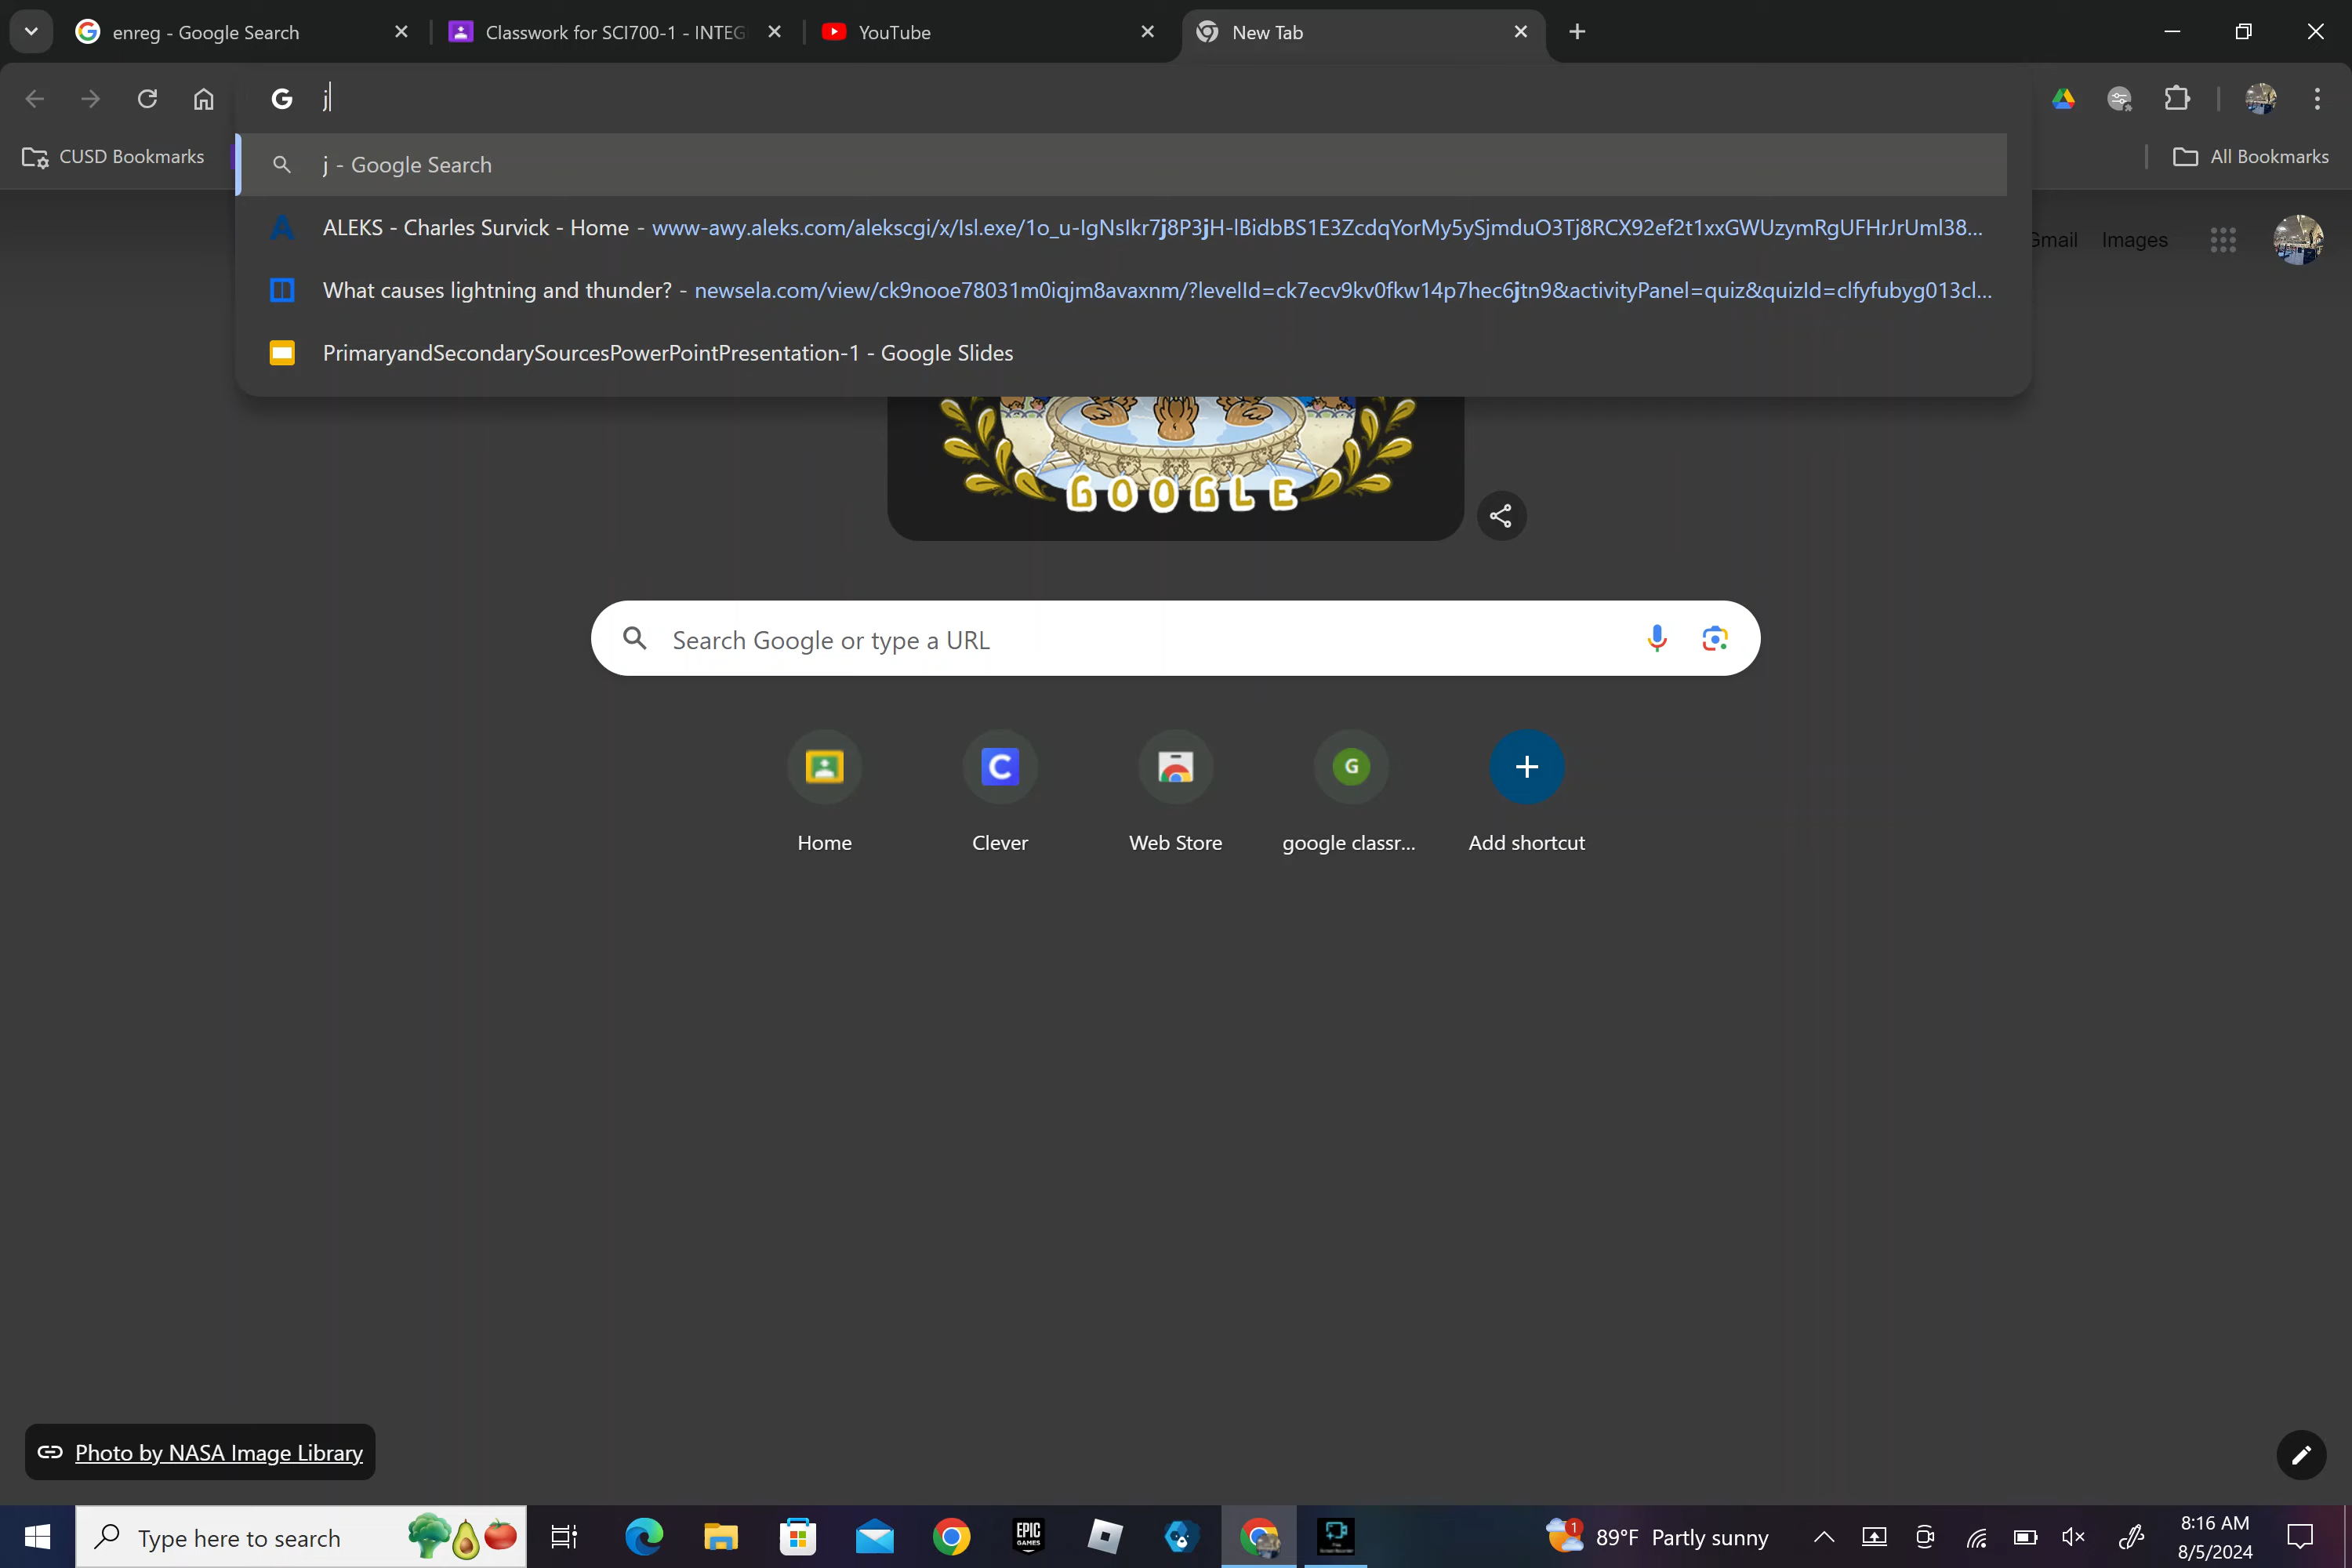 enreg - Google Search
Classwork for SCI700-1 - INTEG
YouTube
New Tab
j
CUSD Bookmarks
All Bookmarks
j - Google Search
ALEKS - Charles Survick - Home - www-awy.aleks.com/alekscgi/x/Isl.exe/1o_u-IgNsIkr7j8P3jH-lBidbBS1E3ZcdqYorMy5ySjmduO3Tj8RCX92ef2t1xxGWUzymRgUFHrJrUml38...
What causes lightning and thunder? - newsela.com/view/ck9nooe78031m0iqjm8avaxnm/?levelId=ck7ecv9kv0fkw14p7hec6jtn9&activityPanel=quiz&quizId=clfyfubyg013cl...
PrimaryandSecondarySourcesPowerPointPresentation-1 - Google Slides
Gmail Images
GOOGLE
Search Google or type a URL
G
Home
Clever
Web Store
google classr...
Add shortcut
Photo by NASA Image Library
Type here to search
EPIC GAMES
1
89°F Partly sunny
8:16 AM
8/5/2024